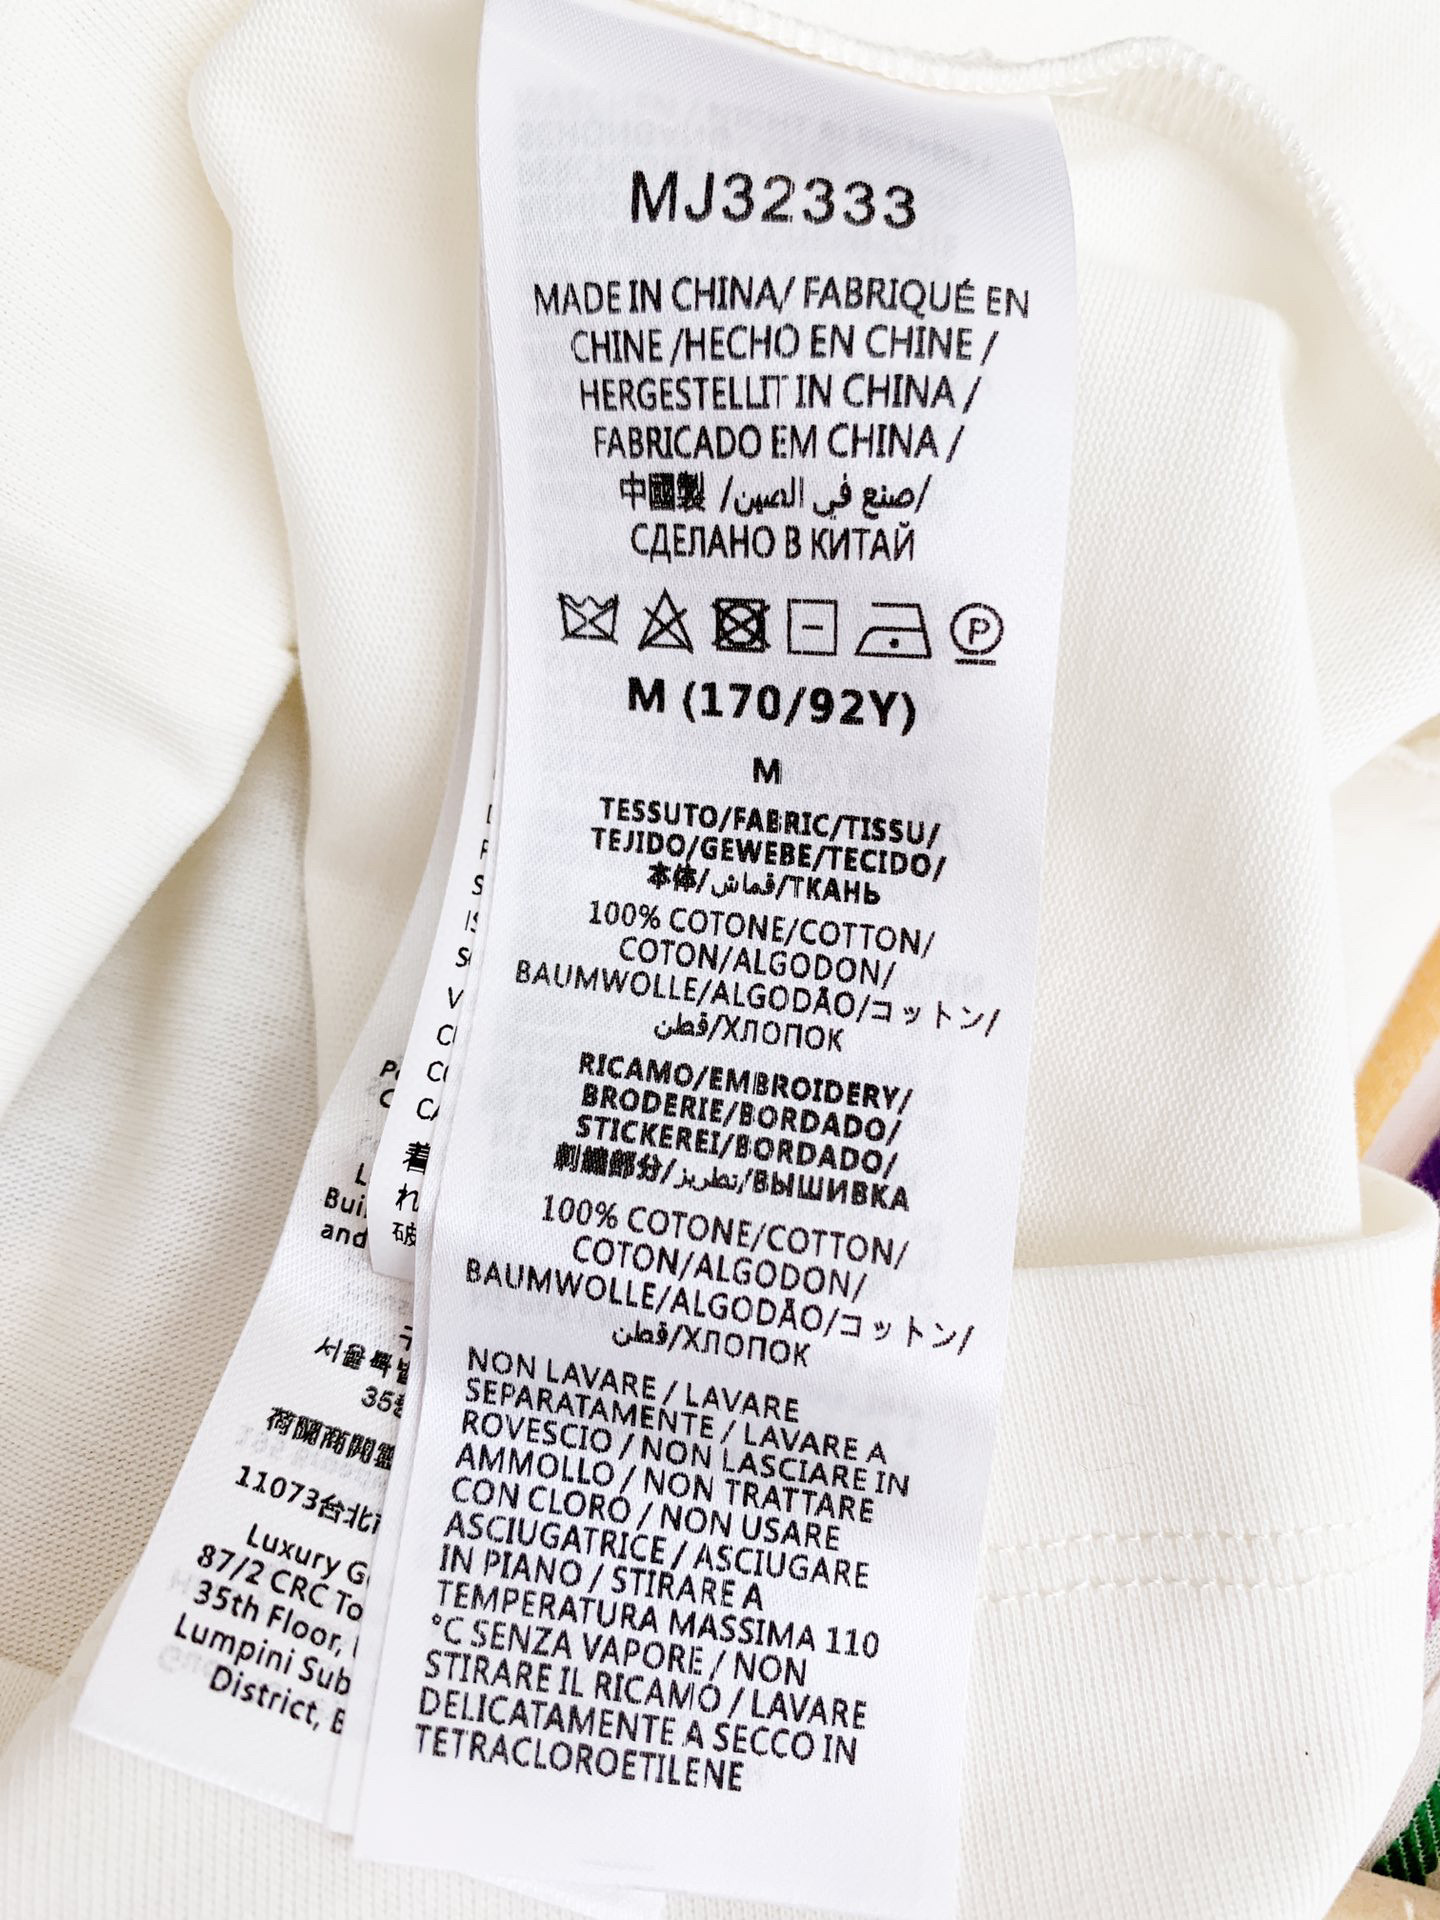 MJ32333
MADE IN CHINA/ FABRIQUÉ EN
CHINE /HECHO EN CHINE /
HERGESTELLIT IN CHINA /
FABRICADO EM CHINA /
中國製 /صنع في الصين/
СДЕЛАНО В КИТАЙ
P
M (170/92Y)
M
TESSUTO/FABRIC/TISSU/
TEJIDO/GEWEBE/TECIDO/
本体/قماش/ТКАНЬ
100% COTONE/COTTON/
COTON/ALGODON/
BAUMWOLLE/ALGODÃO/コットン/
قطن/ХЛОПОК
RICAMO/EMBROIDERY/
BRODERIE/BORDADO/
STICKEREI/BORDADO/
刺繡部分/تطريز/ВЫШИВКА
100% COTONE/COTTON/
COTON/ALGODON/
BAUMWOLLE/ALGODÃO/コットン/
قطن/ХЛОПОК
NON LAVARE / LAVARE
SEPARATAMENTE / LAVARE A
ROVESCIO / NON LASCIARE IN
AMMOLLO / NON TRATTARE
CON CLORO / NON USARE
ASCIUGATRICE / ASCIUGARE
IN PIANO / STIRARE A
TEMPERATURA MASSIMA 110
°C SENZA VAPORE / NON
STIRARE IL RICAMO / LAVARE
DELICATAMENTE A SECCO IN
TETRACLOROETILENE
and
11073台北
Luxury
87/2 CRC
35th Floor,
Lumpini Sub
District,